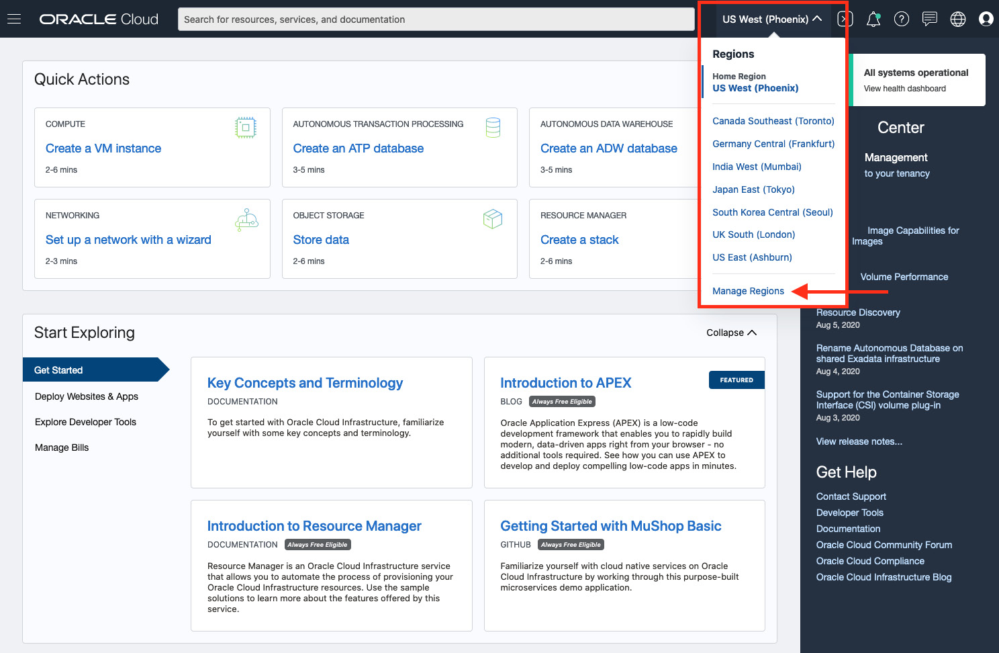 ORACLE Cloud
Search for resources, services, and documentation
US West (Phoenix)
Regions
Home Region
US West (Phoenix)
Canada Southeast (Toronto)
Germany Central (Frankfurt)
India West (Mumbai)
Japan East (Tokyo)
South Korea Central (Seoul)
UK South (London)
US East (Ashburn)
Manage Regions
Quick Actions
COMPUTE
Create a VM instance
2-6 mins
AUTONOMOUS TRANSACTION PROCESSING
Create an ATP database
3-5 mins
AUTONOMOUS DATA WAREHOUSE
Create an ADW database
3-5 mins
NETWORKING
Set up a network with a wizard
2-3 mins
OBJECT STORAGE
Store data
2-6 mins
RESOURCE MANAGER
Create a stack
2-6 mins
Start Exploring
Collapse
Get Started
Deploy Websites & Apps
Explore Developer Tools
Manage Bills
Key Concepts and Terminology
DOCUMENTATION
To get started with Oracle Cloud Infrastructure, familiarize
yourself with some key concepts and terminology.
FEATURED
Introduction to APEX
BLOG Always Free Eligible
Oracle Application Express (APEX) is a low-code
development framework that enables you to rapidly build
modern, data-driven apps right from your browser - no
additional tools required. See how you can use APEX to
develop and deploy compelling low-code apps in minutes.
Introduction to Resource Manager
DOCUMENTATION Always Free Eligible
Resource Manager is an Oracle Cloud Infrastructure service
that allows you to automate the process of provisioning your
Oracle Cloud Infrastructure resources. Use the sample
solutions to learn more about the features offered by this
service.
Getting Started with MuShop Basic
GITHUB Always Free Eligible
Familiarize yourself with cloud native services on Oracle
Cloud Infrastructure by working through this purpose-built
microservices demo application.
All systems operational
View health dashboard
Center
Management
to your tenancy
Image Capabilities for
Images
Volume Performance
Resource Discovery
Aug 5, 2020
Rename Autonomous Database on
shared Exadata infrastructure
Aug 4, 2020
Support for the Container Storage
Interface (CSI) volume plug-in
Aug 3, 2020
View release notes...
Get Help
Contact Support
Developer Tools
Documentation
Oracle Cloud Community Forum
Oracle Cloud Compliance
Oracle Cloud Infrastructure Blog